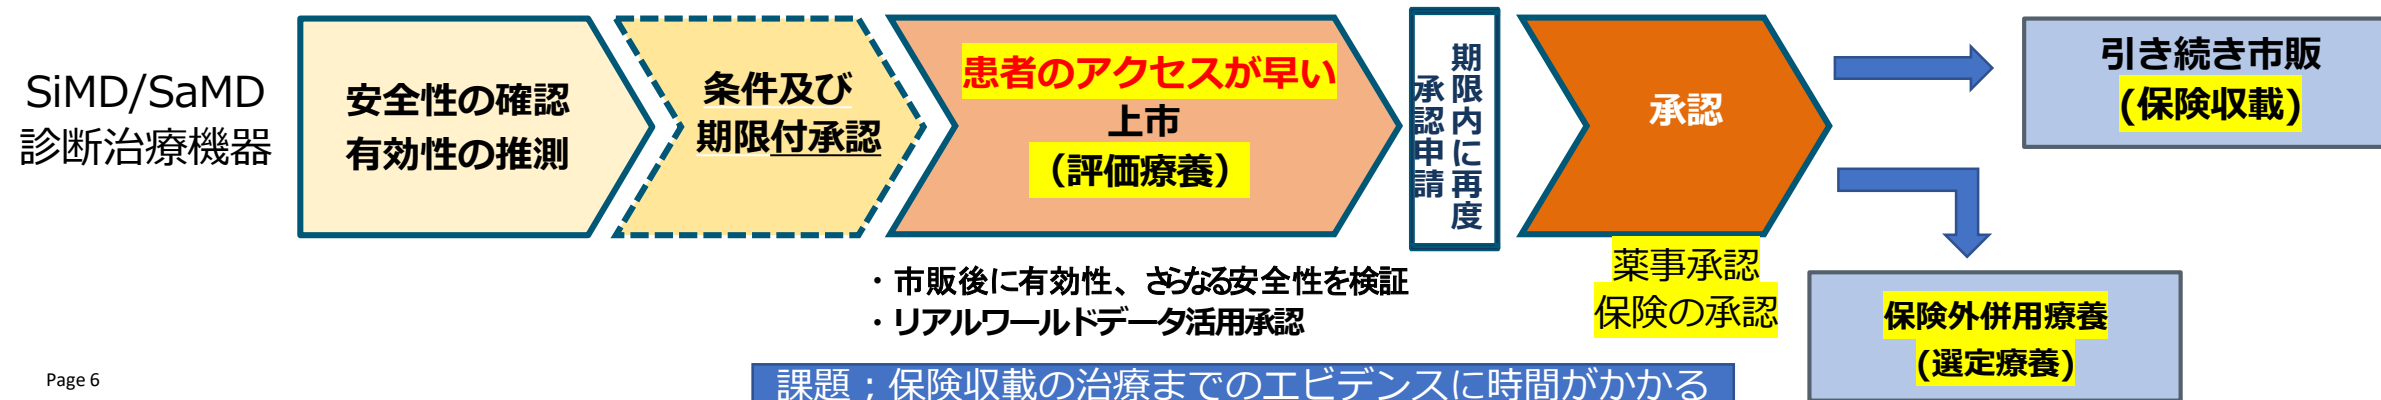 SiMD/SaMD
診断治療機器
安全性の確認
有効性の推測
条件及び
期限付承認
患者のアクセスが早い
上市
（評価療養）
期限内に再度
承認申請
承認
薬事承認
保険の承認
引き続き市販
(保険収載)
保険外併用療養
(選定療養)
・市販後に有効性、さらなる安全性を検証
・リアルワールドデータ活用承認
課題；保険収載の治療までのエビデンスに時間がかかる
Page 6